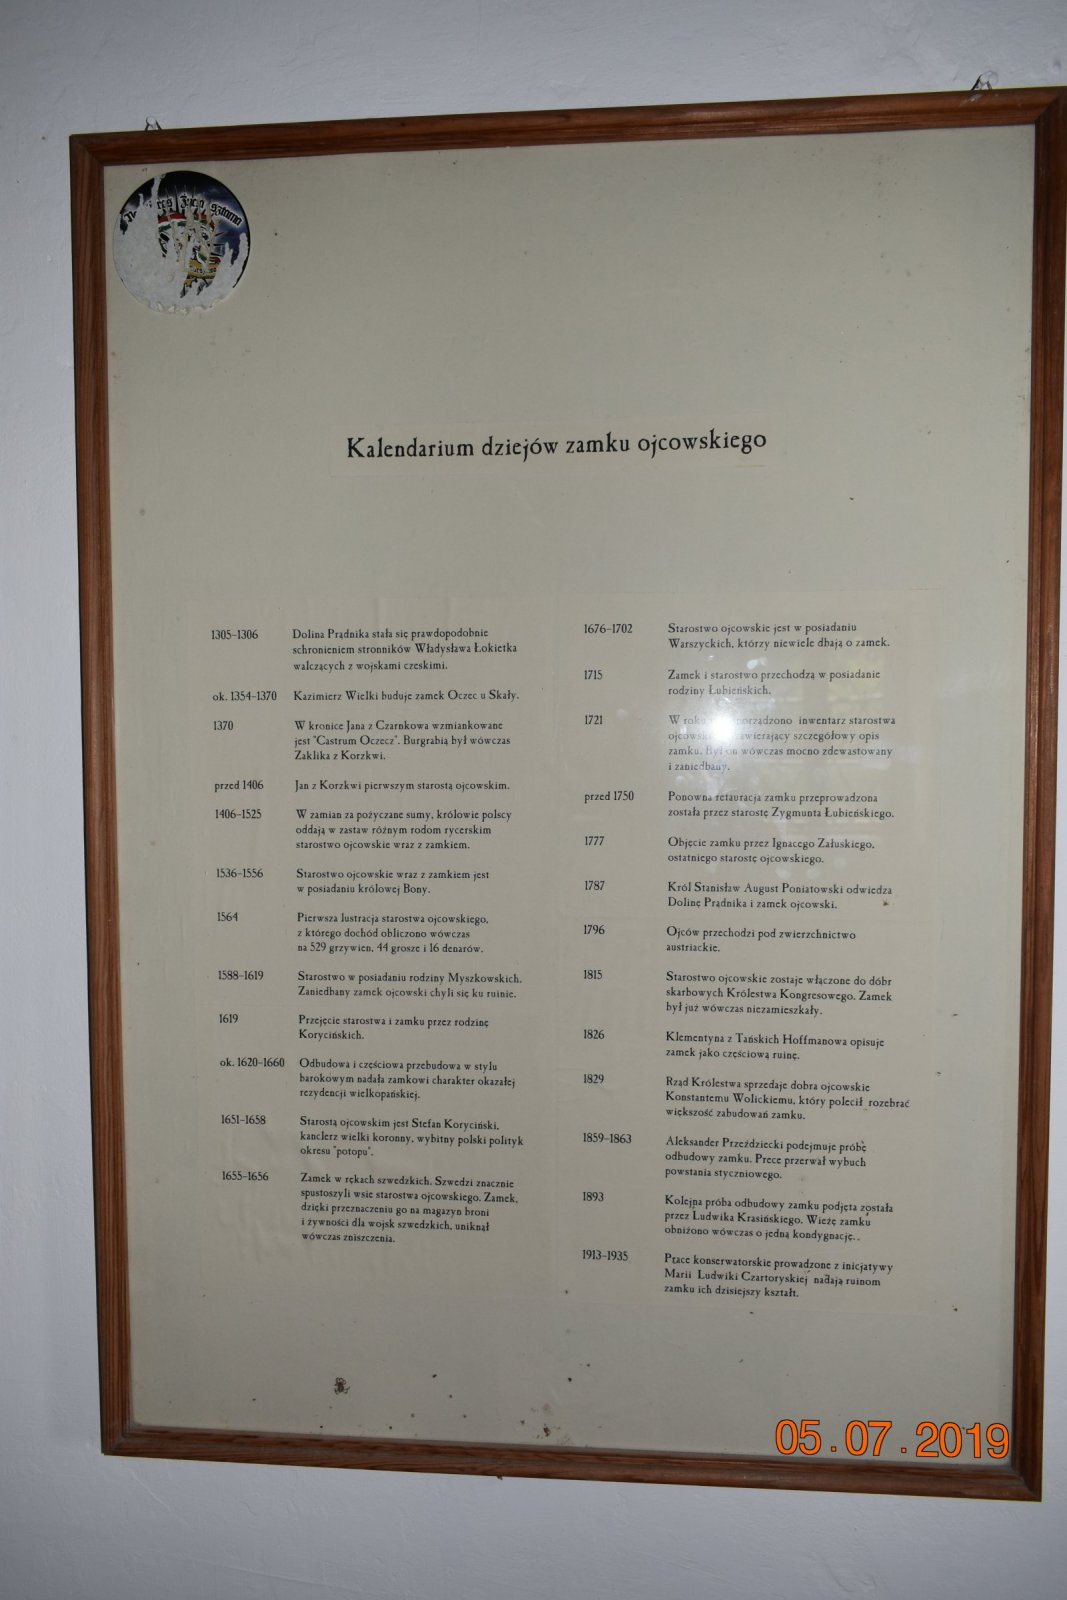 Kalendarium dziejów zamku ojcowskiego
1305–1306 Dolina Prądnika stała się prawdopodobnie
schronieniem stronników Władysława Łokietka
walczących z wojskami czeskimi.
ok. 1354–1370 Kazimierz Wielki buduje zamek Oczec u Skały.
1370 W kronice Jana z Czarnkowa wzmiankowane
jest "Castrum Oczecz". Burgrabią był wówczas
Zaklika z Korzkwi.
przed 1406 Jan z Korzkwi pierwszym starostą ojcowskim.
1406–1525 W zamian za pożyczane sumy, królowie polscy
oddają w zastaw różnym rodom rycerskim
starostwo ojcowskie wraz z zamkiem.
1536–1556 Starostwo ojcowskie wraz z zamkiem jest
w posiadaniu królowej Bony.
1564 Pierwsza lustracja starostwa ojcowskiego,
z którego dochód obliczono wówczas
na 529 grzywien, 44 grosze i 16 denarów.
1588–1619 Starostwo w posiadaniu rodziny Myszkowskich.
Zaniedbany zamek ojcowski chyli się ku ruinie.
1619 Przejęcie starostwa i zamku przez rodzinę
Korycińskich.
ok. 1620–1660 Odbudowa i częściowa przebudowa w stylu
barokowym nadała zamkowi charakter okazałej
rezydencji wielkopańskiej.
1651–1658 Starostą ojcowskim jest Stefan Koryciński,
kanclerz wielki koronny, wybitny polski polityk
okresu "potopu".
1655–1656 Zamek w rękach szwedzkich. Szwedzi znacznie
spustoszyli wsie starostwa ojcowskiego. Zamek,
dzięki przeznaczeniu go na magazyn broni
i żywności dla wojsk szwedzkich, uniknął
wówczas zniszczenia.
1676–1702 Starostwo ojcowskie jest w posiadaniu
Warszyckich, którzy niewiele dbają o zamek.
1715 Zamek i starostwo przechodzą w posiadanie
rodziny Łubieńskich.
1721 W roku inwentarz starostwa
szczegółowy opis
zamku. Był on wówczas mocno zdewastowany
i zaniedbany.
przed 1750 Ponowna retauracja zamku przeprowadzona
została przez starostę Zygmunta Łubieńskiego.
1777 Objęcie zamku przez Ignacego Załuskiego,
ostatniego starostę ojcowskiego.
1787 Król Stanisław August Poniatowski odwiedza
Dolinę Prądnika i zamek ojcowski.
1796 Ojców przechodzi pod zwierzchnictwo
austriackie.
1815 Starostwo ojcowskie zostaje włączone do dóbr
skarbowych Królestwa Kongresowego. Zamek
był już wówczas niezamieszkały.
1826 Klementyna z Tańskich Hoffmanowa opisuje
zamek jako częściową ruinę.
1829 Rząd Królestwa sprzedaje dobra ojcowskie
Konstantemu Wolickiemu, który polecił rozebrać
większość zabudowań zamku.
1859–1863 Aleksander Przeździecki podejmuje próbę
odbudowy zamku. Prece przerwał wybuch
powstania styczniowego.
1893 Kolejna próba odbudowy zamku podjęta została
przez Ludwika Krasińskiego. Wieżę zamku
obniżono wówczas o jedną kondygnację..
1913–1935 Prace konserwatorskie prowadzone z inicjatywy
Marii Ludwiki Czartoryskiej nadają ruinom
zamku ich dzisiejszy kształt.
05.07.2019